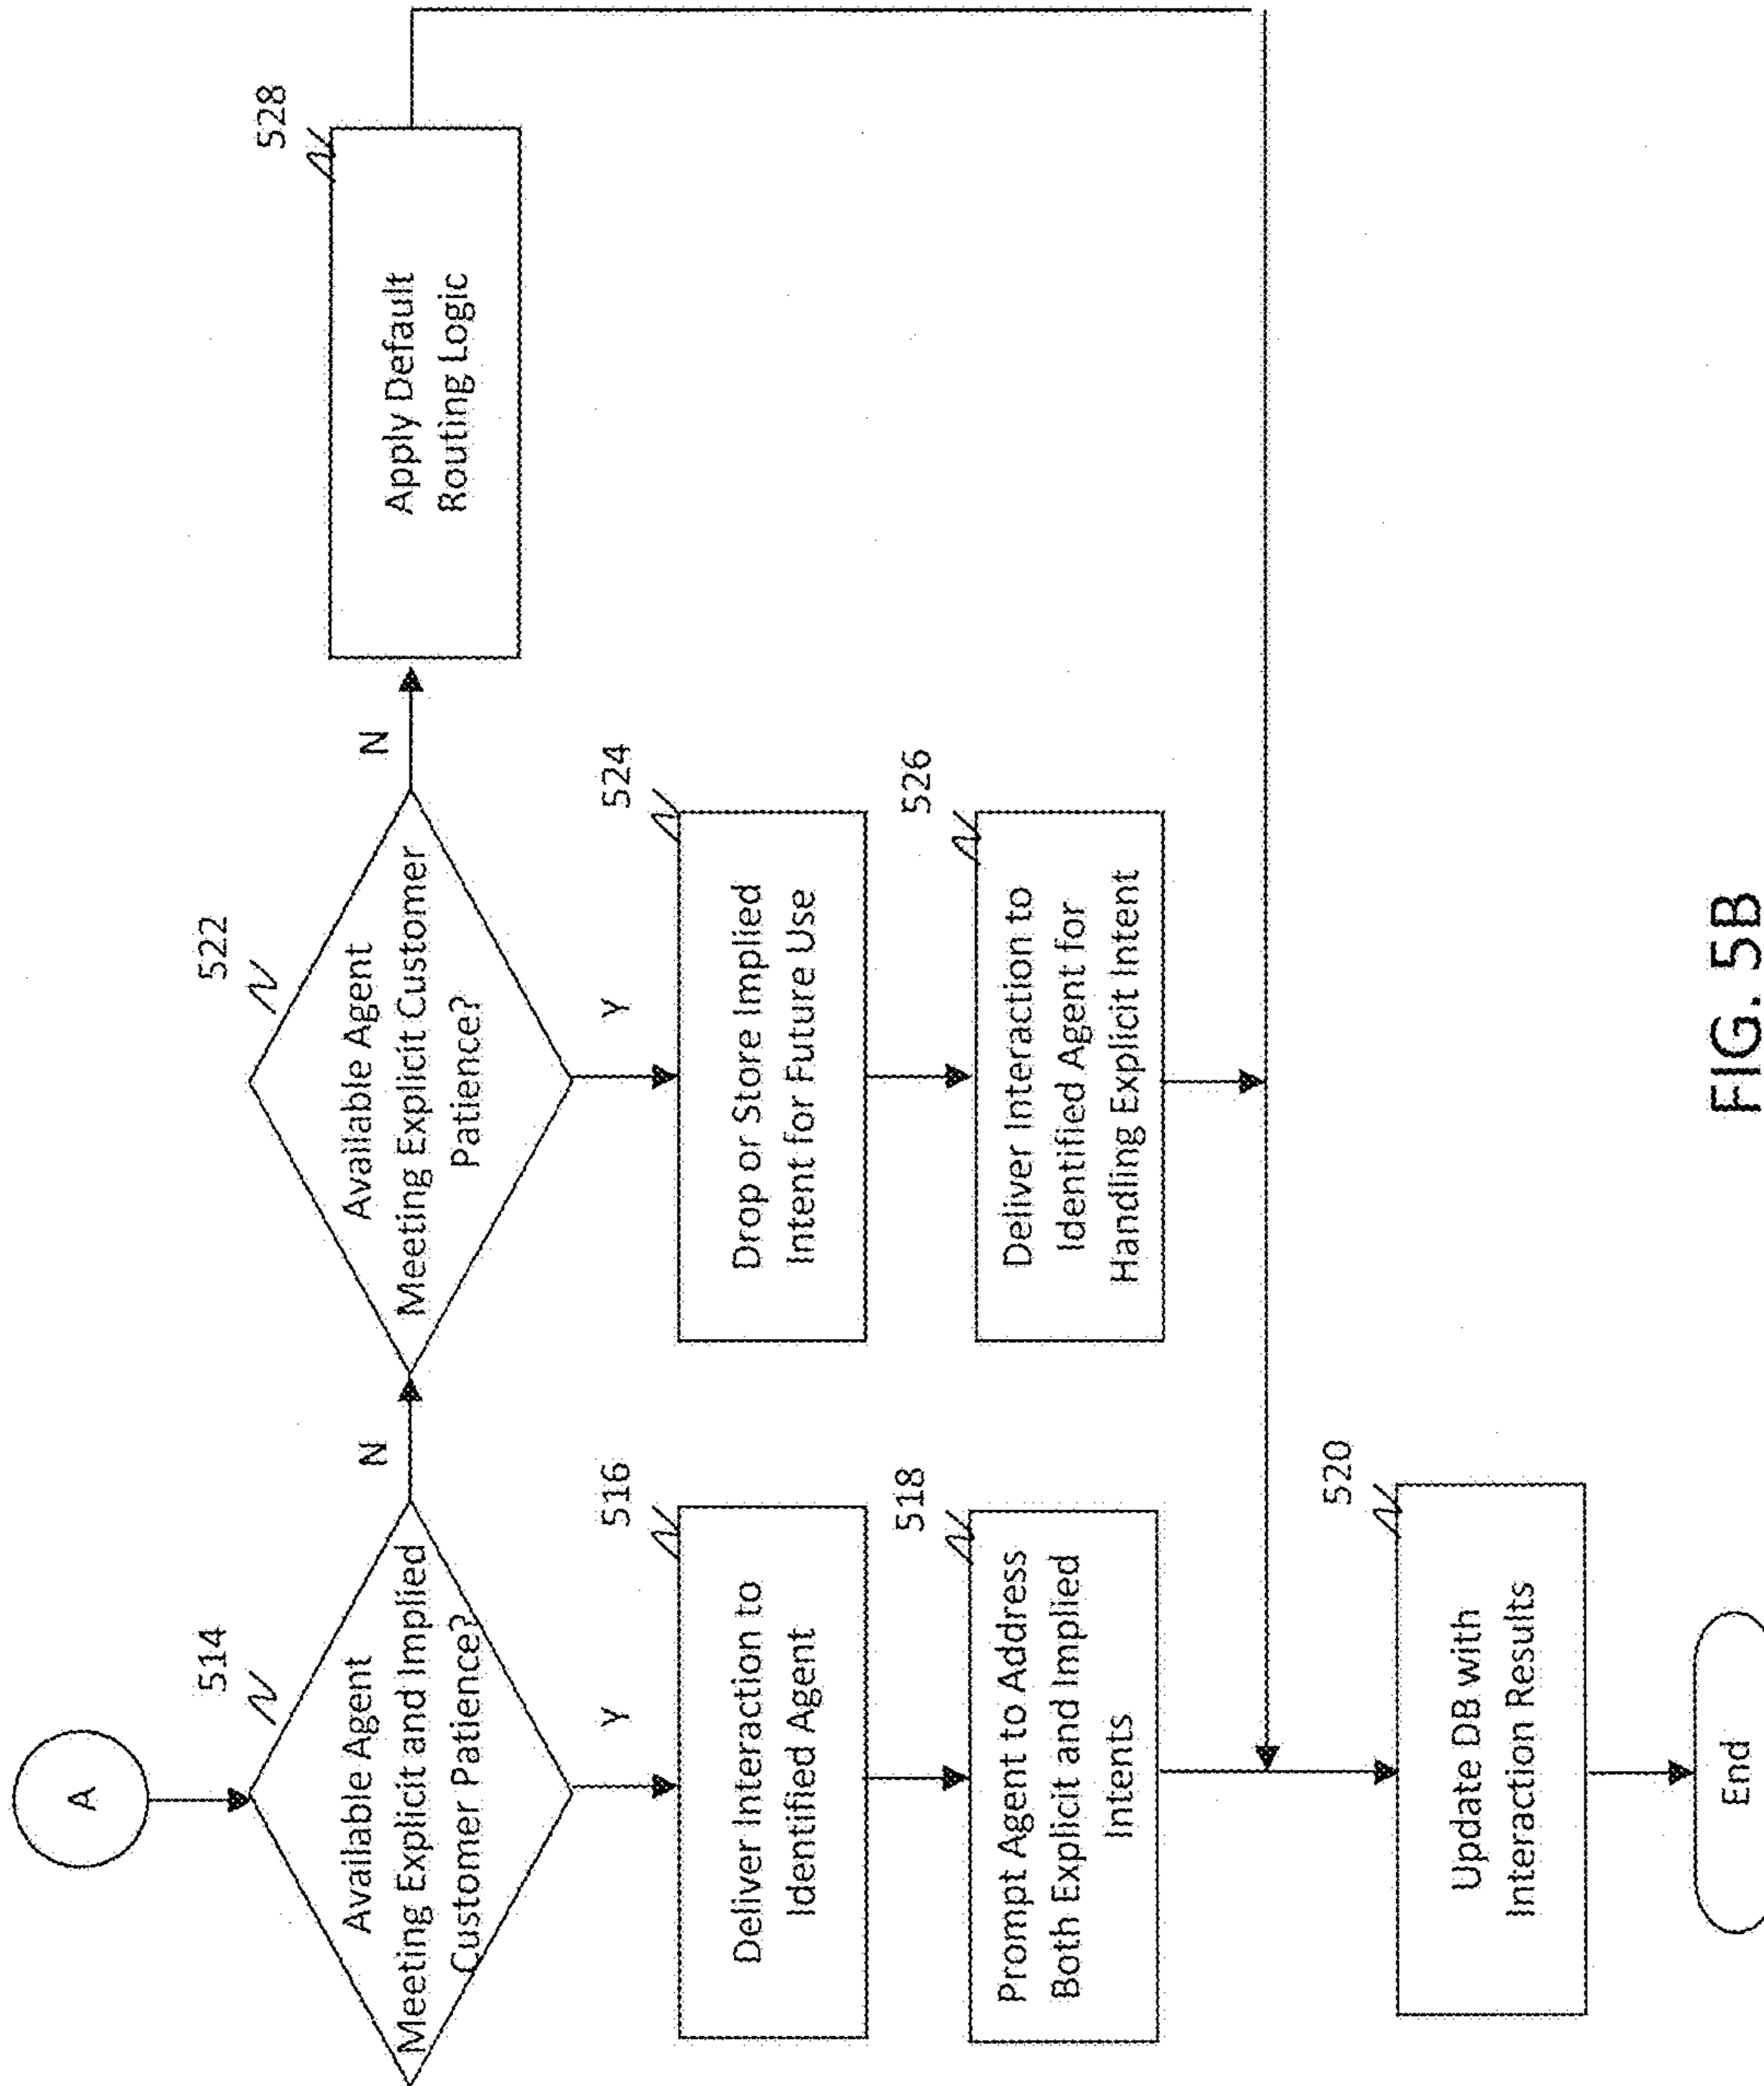 A
514
Available Agent
Meeting Explicit and Implied
Customer Patience?
N
Y
516
Deliver Interaction to
Identified Agent
518
Prompt Agent to Address
Both Explicit and Implied
Intents
522
Available Agent
Meeting Explicit Customer
Patience?
N
Y
524
Drop or Store Implied
Intent for Future Use
526
Deliver Interaction to
Identified Agent for
Handling Explicit Intent
528
Apply Default
Routing Logic
520
Update DB with
Interaction Results
End
FIG. 5B